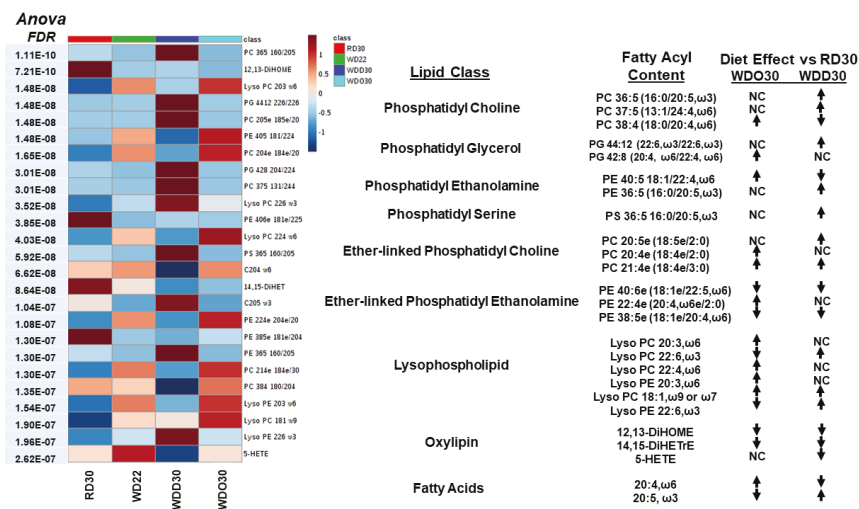 Anova
FDR
class
class
RD30
WD22
WDD30
WDO30
1
0.5
0
-0.5
-1
1.11E-10 PC 365 160/205
7.21E-10 12,13-DiHOME
1.48E-08 Lyso PC 203 w6
1.48E-08 PG 4412 226/226
1.48E-08 PC 205e 185e/20
1.48E-08 PE 405 181/224
1.65E-08 PC 204e 184e/20
3.01E-08 PG 428 204/224
3.01E-08 PC 375 131/244
3.52E-08 Lyso PC 226 w3
3.85E-08 PE 406e 181e/225
4.03E-08 Lyso PC 224 w6
5.92E-08 PS 365 160/205
6.62E-08 C204 w6
8.64E-08 14,15-DiHET
1.04E-07 C205 w3
1.08E-07 PE 224e 204e/20
1.30E-07 PE 385e 181e/204
1.30E-07 PE 365 160/205
1.30E-07 PC 214e 184e/30
1.35E-07 PC 384 180/204
1.54E-07 Lyso PE 203 w6
1.90E-07 Lyso PC 181 w9
1.96E-07 Lyso PE 226 w3
2.62E-07 5-HETE
RD30
WD22
WDD30
WDO30
Lipid Class
Fatty Acyl
Content
Diet Effect vs RD30
WDO30 WDD30
Phosphatidyl Choline
PC 36:5 (16:0/20:5,ω3) NC ↑
PC 37:5 (13:1/24:4,ω6) NC ↑
PC 38:4 (18:0/20:4,ω6) ↑ ↓
Phosphatidyl Glycerol
PG 44:12 (22:6,ω3/22:6,ω3) NC ↑
PG 42:8 (20:4, ω6/22:4, ω6) ↑ NC
Phosphatidyl Ethanolamine
PE 40:5 18:1/22:4,ω6) ↑ ↓
PE 36:5 (16:0/20:5,ω3) NC ↑
Phosphatidyl Serine
PS 36:5 16:0/20:5,ω3 NC ↑
Ether-linked Phosphatidyl Choline
PC 20:5e (18:5e/2:0) NC ↑
PC 20:4e (18:4e/2:0) ↑ NC
PC 21:4e (18:4e/3:0) ↑ ↑
Ether-linked Phosphatidyl Ethanolamine
PE 40:6e (18:1e/22:5,ω6) ↓ ↓
PE 22:4e (20:4,ω6e/2:0) ↑ NC
PE 38:5e (18:1e/20:4,ω6) ↓ ↓
Lysophospholipid
Lyso PC 20:3,ω6 ↑ NC
Lyso PC 22:6,ω3 ↓ ↑
Lyso PC 22:4,ω6 ↑ NC
Lyso PE 20:3,ω6 ↑ NC
Lyso PC 18:1,ω9 or ω7 ↑ ↑
Lyso PE 22:6,ω3 ↓ ↑
Oxylipin
12,13-DiHOME ↓ ↓
14,15-DiHETrE ↓ ↓
5-HETE NC ↓
Fatty Acids
20:4,ω6 ↑ ↓
20:5, ω3 ↓ ↑